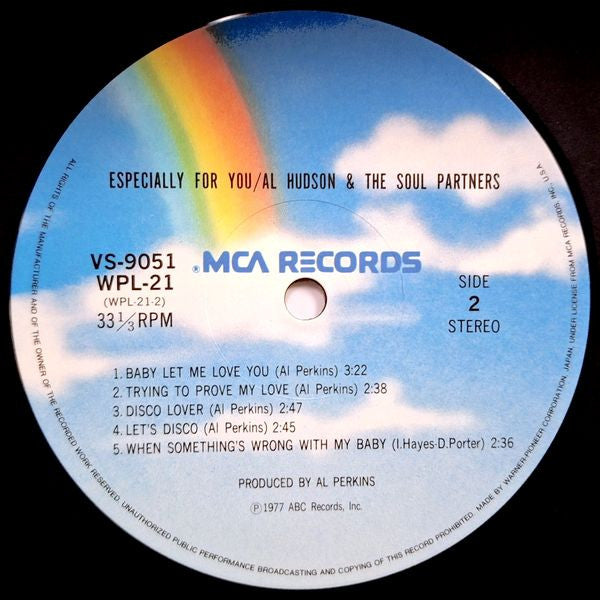 ESPECIALLY FOR YOU/AL HUDSON & THE SOUL PARTNERS
VS-9051
WPL-21
(WPL-21-2)
33 1/3 RPM
®MCA RECORDS
SIDE
2
STEREO
1. BABY LET ME LOVE YOU (Al Perkins) 3:22
2. TRYING TO PROVE MY LOVE (Al Perkins) 2:38
3. DISCO LOVER (Al Perkins) 2:47
4. LET'S DISCO (Al Perkins) 2:45
5. WHEN SOMETHING'S WRONG WITH MY BABY (I.Hayes-D.Porter) 2:36
PRODUCED BY AL PERKINS
Ⓟ1977 ABC Records, Inc.
ALL RIGHTS OF THE MANUFACTURER AND OF THE OWNER OF THE RECORDED WORK RESERVED. UNAUTHORIZED PUBLIC PERFORMANCE BROADCASTING AND COPYING OF THIS RECORD PROHIBITED. MADE BY WARNER-PIONEER CORPORATION, JAPAN, UNDER LICENSE FROM MCA RECORDS INC., U.S.A.